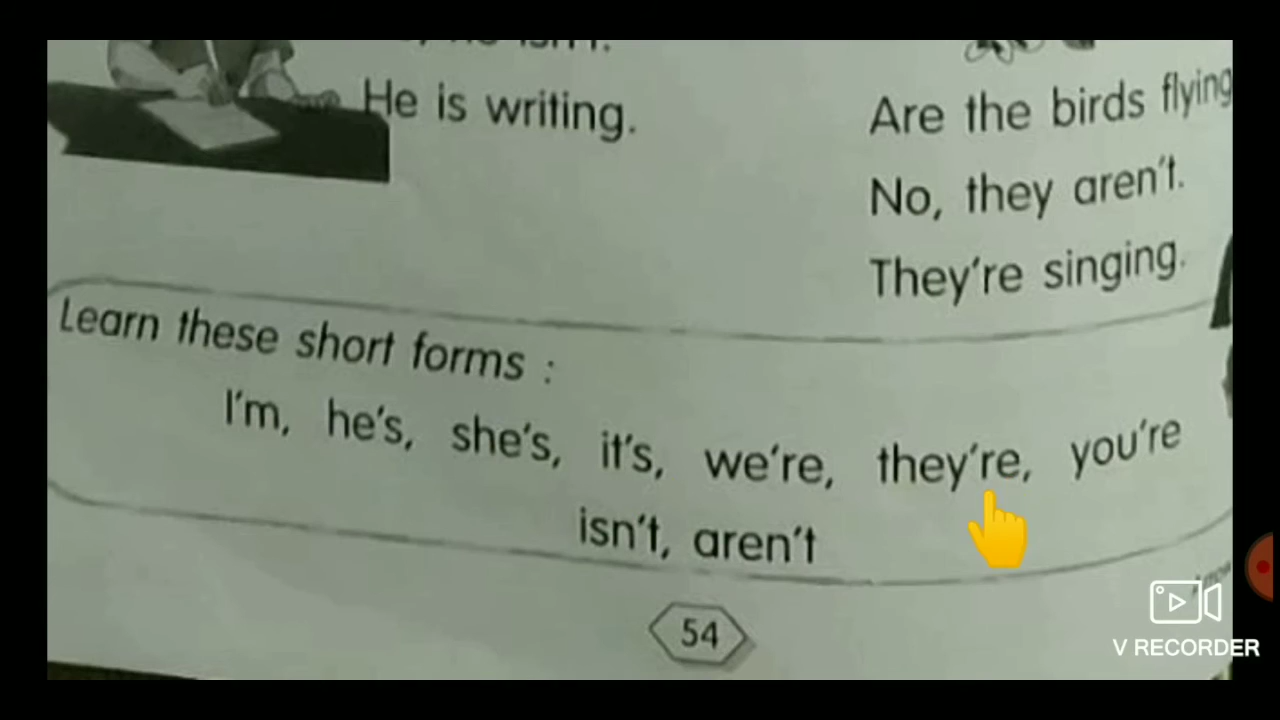 isn't.
He is writing.
Are the birds flying
No, they aren't.
They're singing.
Learn these short forms :
I'm, he's, she's, it's, we're, they're, you're
isn't, aren't
54
V RECORDER